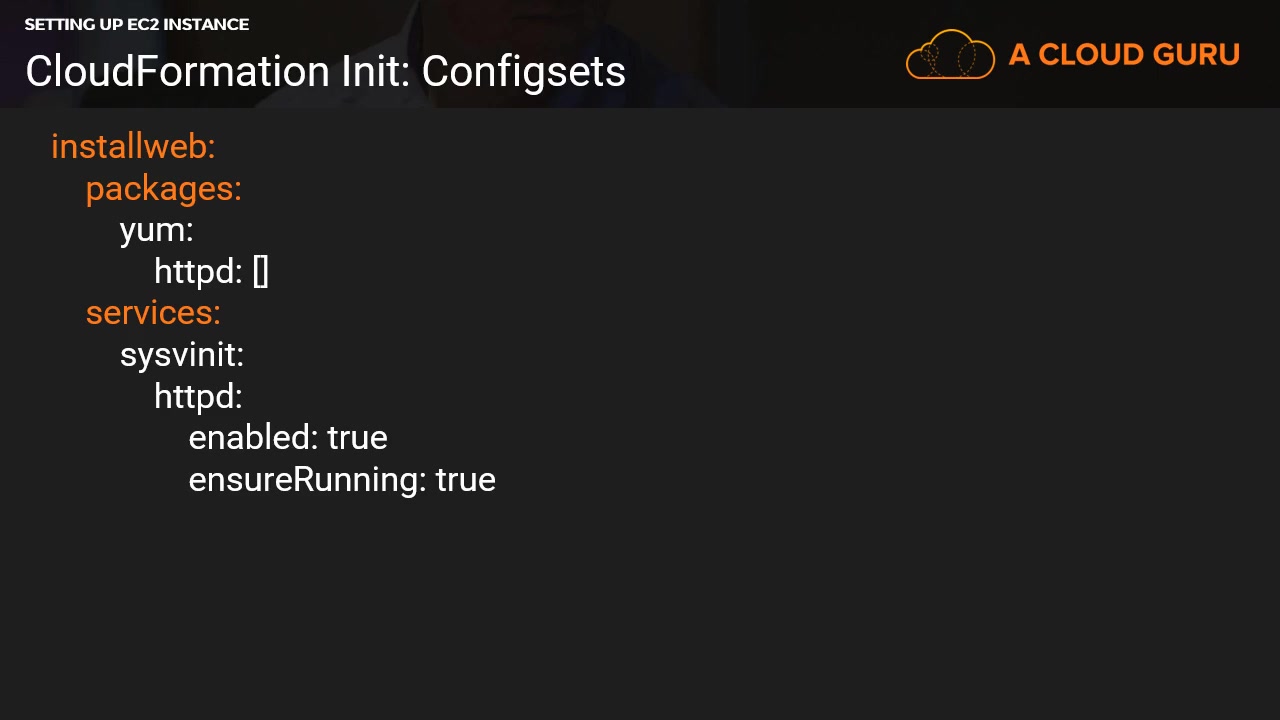 SETTING UP EC2 INSTANCE
CloudFormation Init: Configsets
A CLOUD GURU
installweb:
packages:
yum:
httpd: []
services:
sysvinit:
httpd:
enabled: true
ensureRunning: true